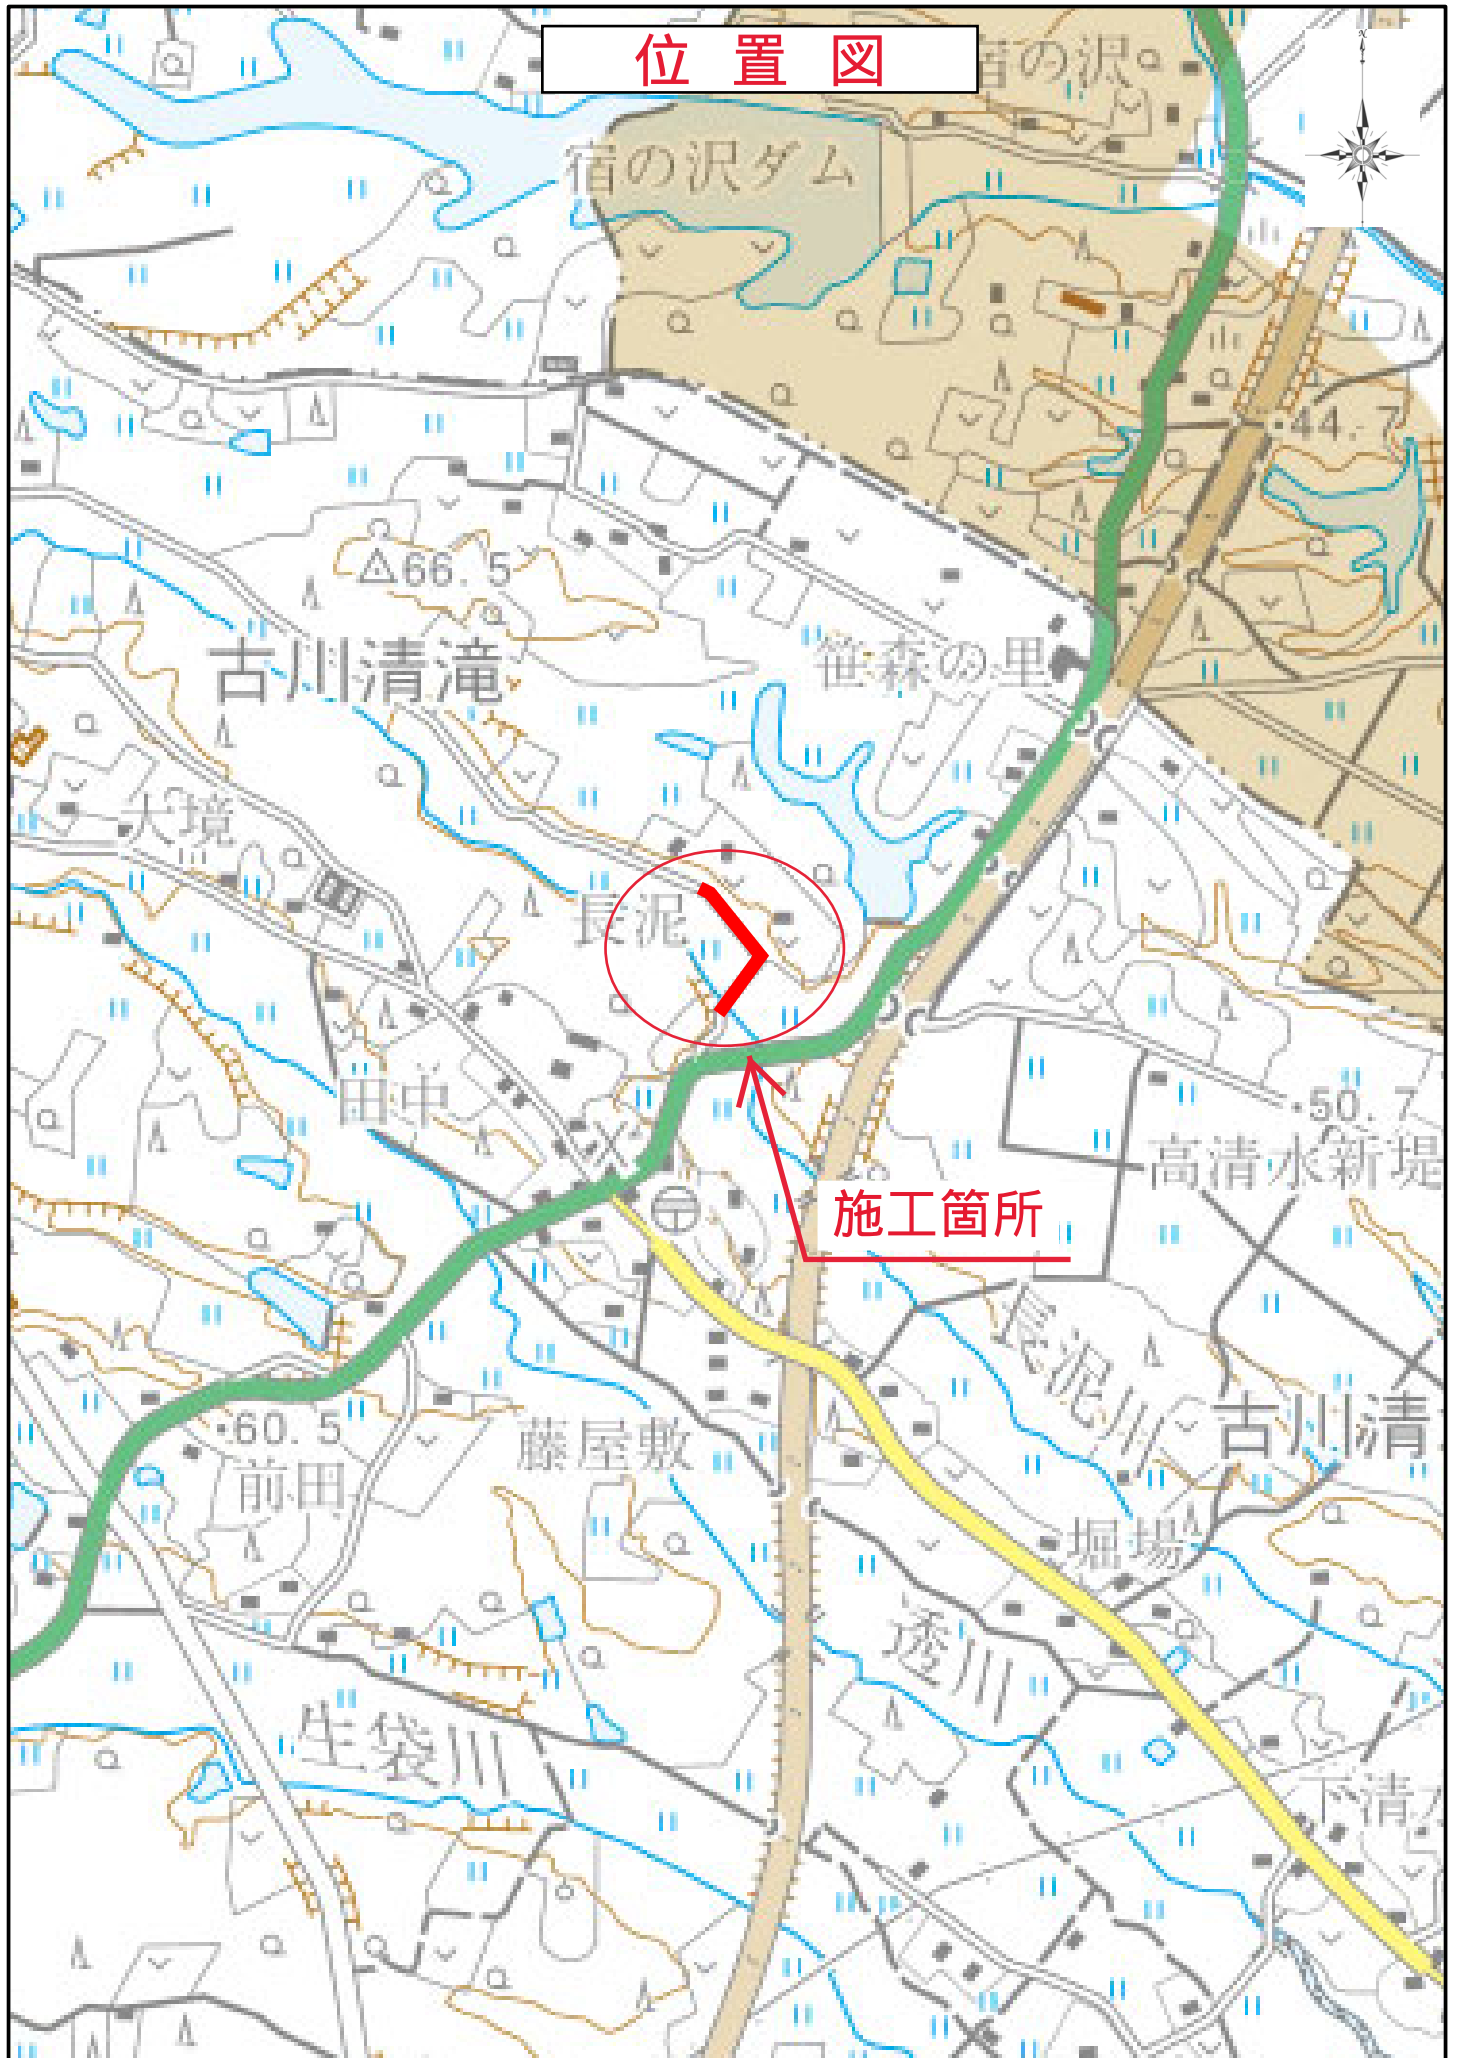 位置図
宿の沢
宿の沢ダム
44.7
66.5
古川清滝
笹森の里
大境
長泥
田中
50.7
高清水新堤
施工箇所
長泥川
古川清
60.5
前田
藤屋敷
堀場
透川
生袋川
下清